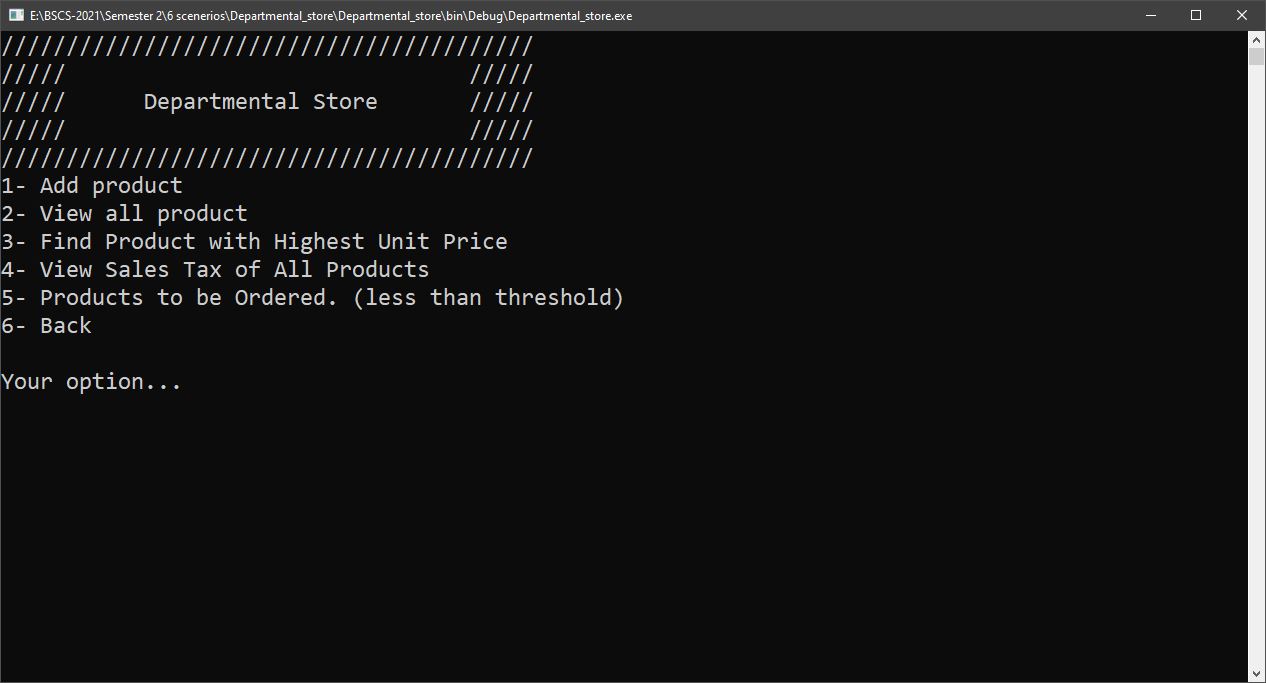 E:\BSCS-2021\Semester 2\6 scenerios\Departmental_store\Departmental_store\bin\Debug\Departmental_store.exe
/////////////////////////////////////////
/////                               /////
/////      Departmental Store       /////
/////                               /////
/////////////////////////////////////////
1- Add product
2- View all product
3- Find Product with Highest Unit Price
4- View Sales Tax of All Products
5- Products to be Ordered. (less than threshold)
6- Back
Your option...